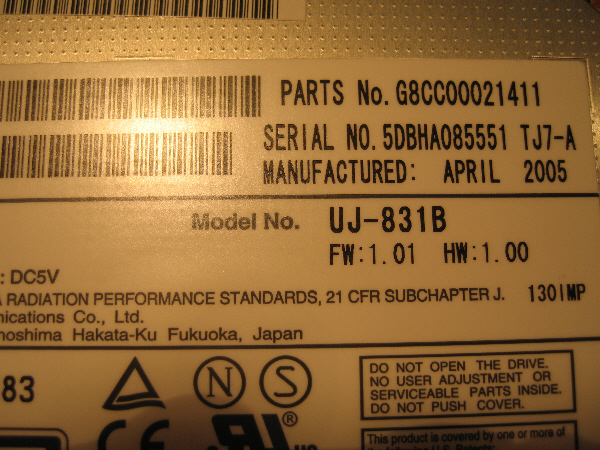 PARTS No. G8CC00021411
SERIAL NO. 5DBHA085551 TJ7-A
MANUFACTURED: APRIL 2005
Model No. UJ-831B
FW:1.01 HW:1.00
: DC5V
A RADIATION PERFORMANCE STANDARDS, 21 CFR SUBCHAPTER J. 130IMP
nications Co., Ltd.
noshima Hakata-Ku Fukuoka, Japan
83
N
S
DO NOT OPEN THE DRIVE.
NO USER ADJUSTMENT OR
SERVICEABLE PARTS INSIDE.
DO NOT PUSH COVER.
CE
®
This product is covered by one or more of